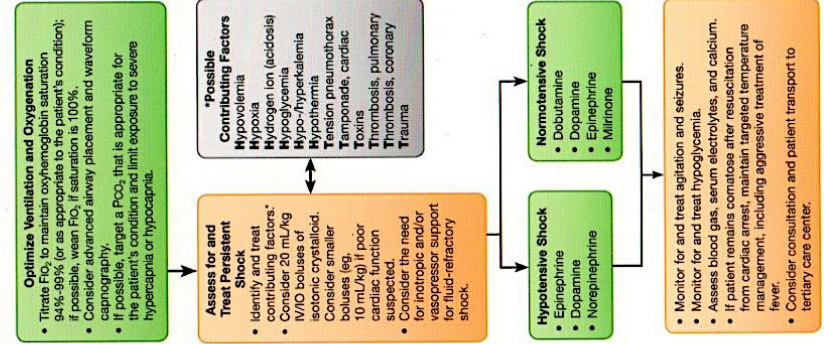 Optimize Ventilation and Oxygenation
• Titrate FIO2 to maintain oxyhemoglobin saturation
94%-99% (or as appropriate to the patient's condition);
if possible, wean FIO2 if saturation is 100%.
• Consider advanced airway placement and waveform
capnography.
• If possible, target a PCO2 that is appropriate for
the patient's condition and limit exposure to severe
hypercapnia or hypocapnia.
Assess for and
Treat Persistent
Shock
• Identify and treat
contributing factors.*
• Consider 20 mL/kg
IV/IO boluses of
isotonic crystalloid.
Consider smaller
boluses (eg,
10 mL/kg) if poor
cardiac function
suspected.
• Consider the need
for inotropic and/or
vasopressor support
for fluid-refractory
shock.
*Possible
Contributing Factors
Hypovolemia
Hypoxia
Hydrogen ion (acidosis)
Hypoglycemia
Hypo-/hyperkalemia
Hypothermia
Tension pneumothorax
Tamponade, cardiac
Toxins
Thrombosis, pulmonary
Thrombosis, coronary
Trauma
Hypotensive Shock
• Epinephrine
• Dopamine
• Norepinephrine
Normotensive Shock
• Dobutamine
• Dopamine
• Epinephrine
• Milrinone
• Monitor for and treat agitation and seizures.
• Monitor for and treat hypoglycemia.
• Assess blood gas, serum electrolytes, and calcium.
• If patient remains comatose after resuscitation
from cardiac arrest, maintain targeted temperature
management, including aggressive treatment of
fever.
• Consider consultation and patient transport to
tertiary care center.